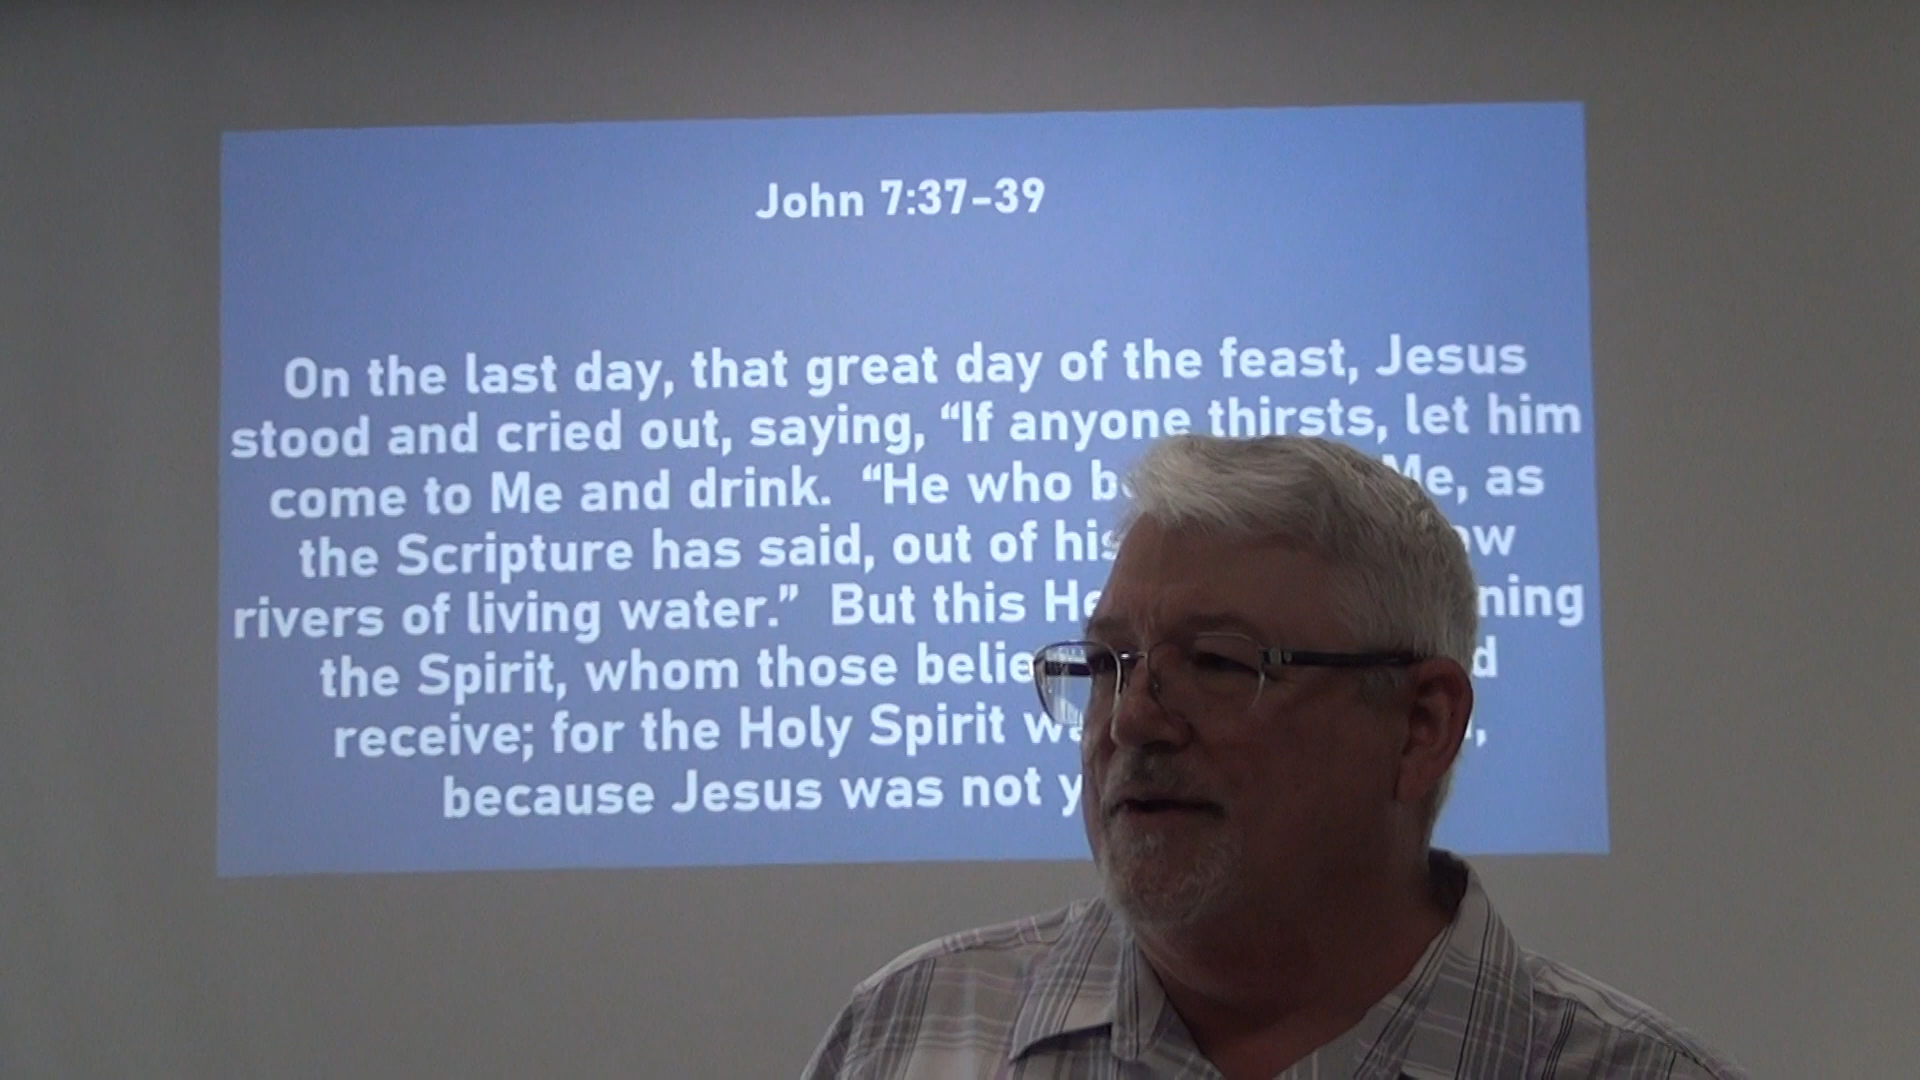 John 7:37-39
On the last day, that great day of the feast, Jesus
stood and cried out, saying, “If anyone thirsts, let him
come to Me and drink. “He who Me, as
the Scripture has said, out of his
rivers of living water.” But this He
the Spirit, whom those
receive; for the Holy Spirit
because Jesus was not